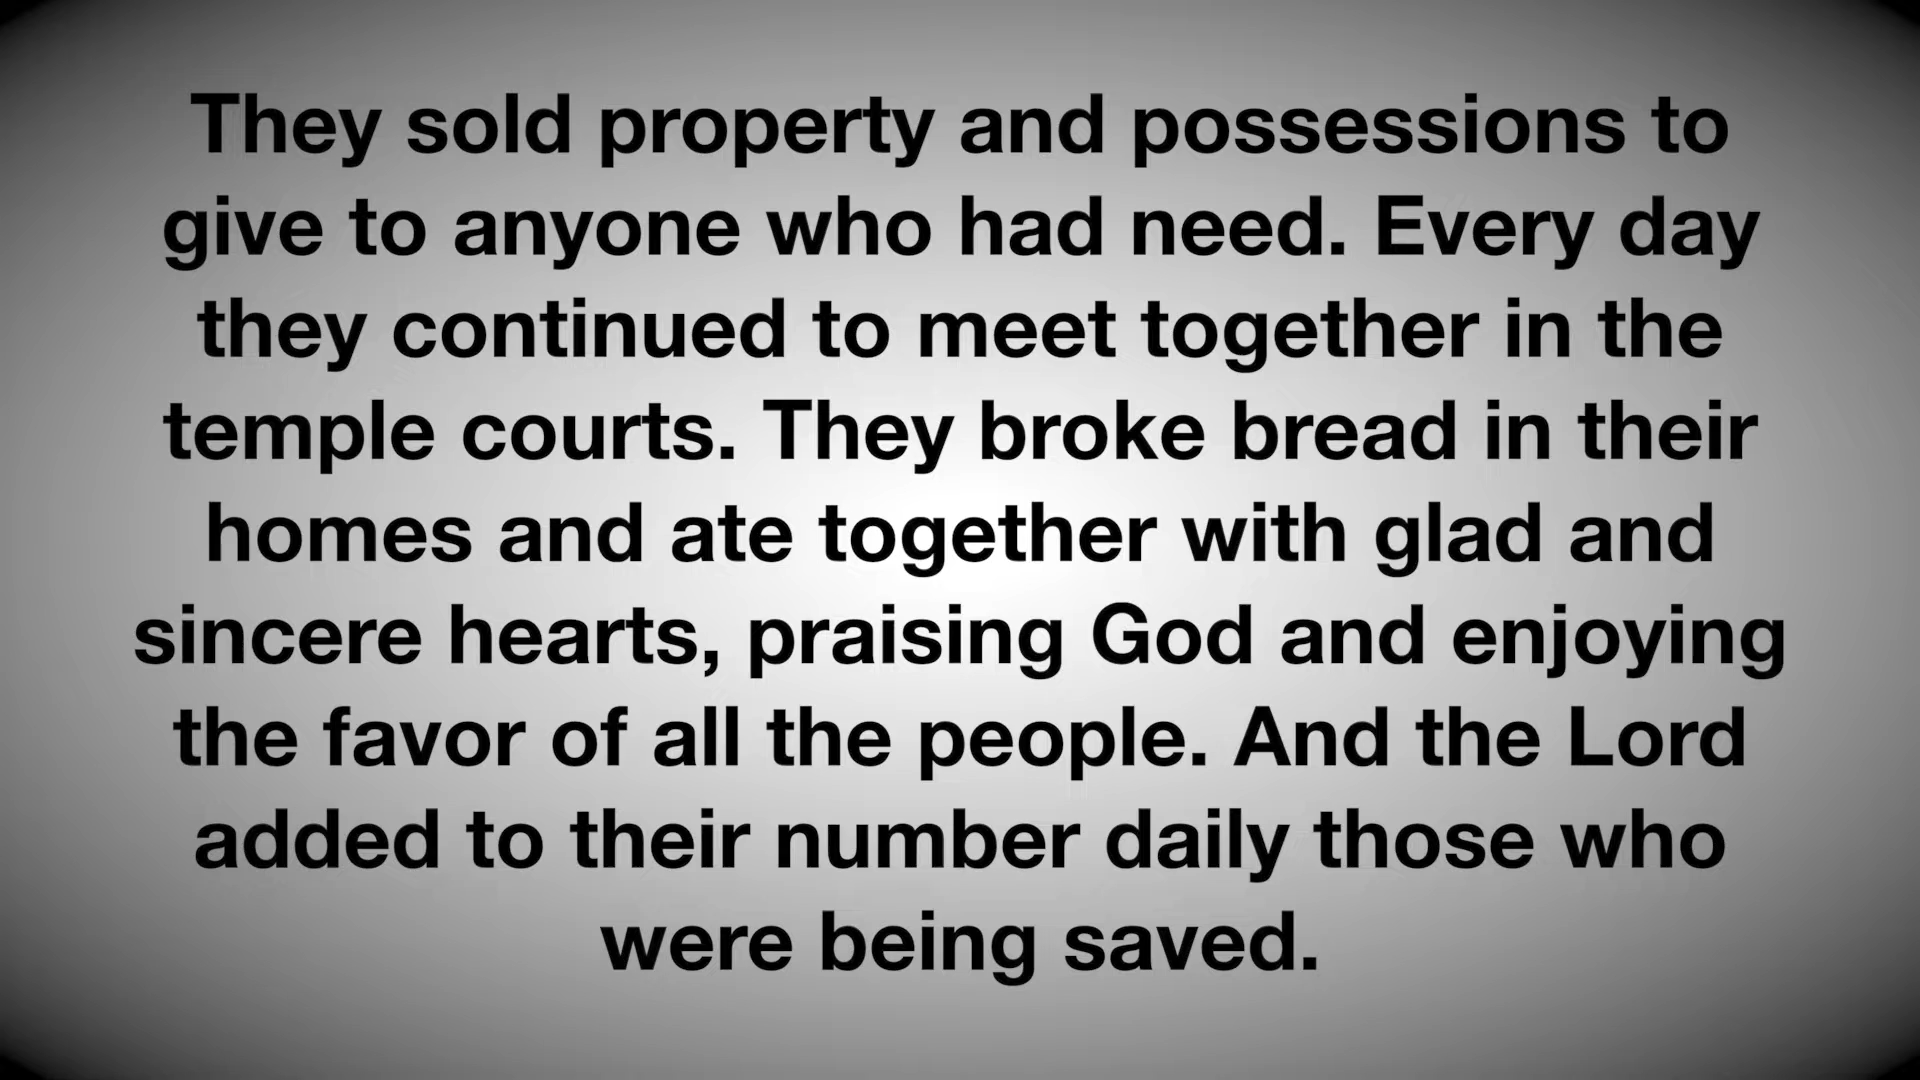 They sold property and possessions to
give to anyone who had need. Every day
they continued to meet together in the
temple courts. They broke bread in their
homes and ate together with glad and
sincere hearts, praising God and enjoying
the favor of all the people. And the Lord
added to their number daily those who
were being saved.